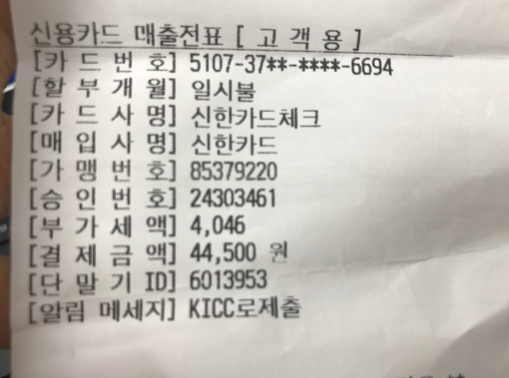 신용카드 매출전표 [ 고 객 용 ]
[카 드 번 호] 5107-37**-****-6694
[할 부 개 월] 일시불
[카 드 사 명] 신한카드체크
[매 입 사 명] 신한카드
[가 맹 번 호] 85379220
[승 인 번 호] 24303461
[부 가 세 액] 4,046
[결 제 금 액] 44,500 원
[단 말 기 ID] 6013953
[알림 메세지] KICC로제출